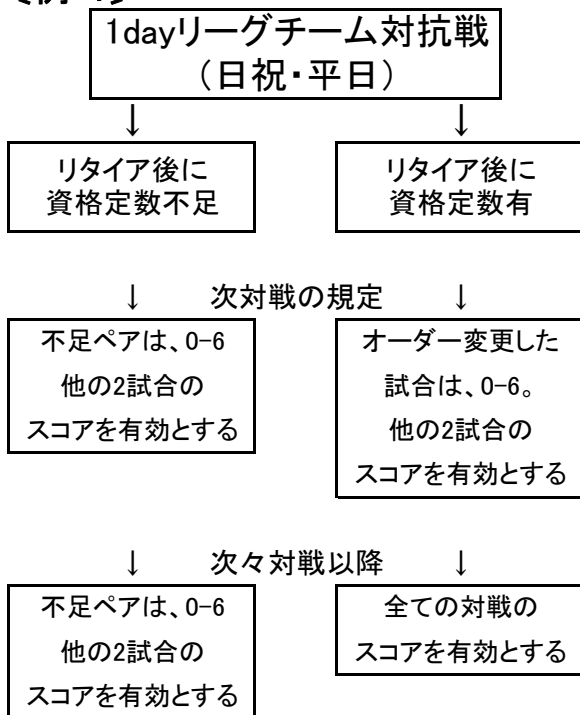 1dayリーグチーム対抗戦
(日祝・平日)
↓ ↓
リタイア後に
資格定数不足
リタイア後に
資格定数有
↓ 次対戦の規定 ↓
不足ペアは、0-6
他の2試合の
スコアを有効とする
オーダー変更した
試合は、0-6。
他の2試合の
スコアを有効とする
↓ 次々対戦以降 ↓
不足ペアは、0-6
他の2試合の
スコアを有効とする
全ての対戦の
スコアを有効とする